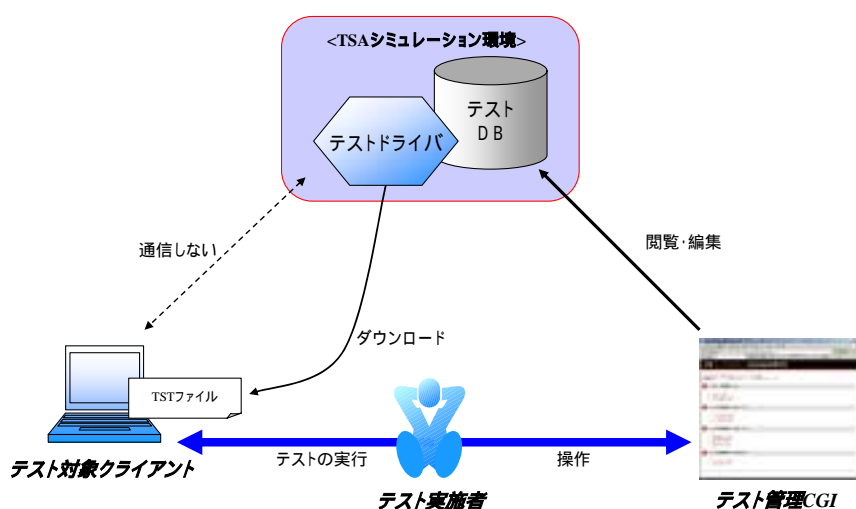 <TSAシミュレーション環境>
テスト
DB
テストドライバ
通信しない
閲覧・編集
ダウンロード
TSTファイル
テストの実行
操作
テスト対象クライアント
テスト実施者
テスト管理CGI